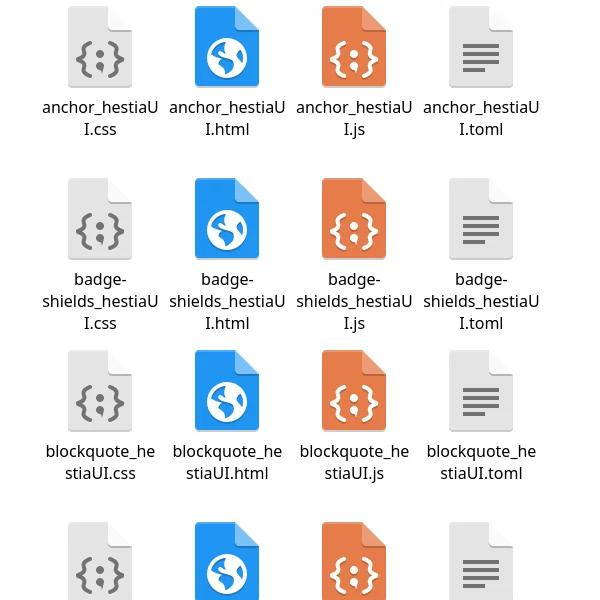 anchor_hestiaU
I.css
anchor_hestiaU
I.html
anchor_hestiaU
I.js
anchor_hestiaU
I.toml
badge-
shields_hestiaU
I.css
badge-
shields_hestiaU
I.html
badge-
shields_hestiaU
I.js
badge-
shields_hestiaU
I.toml
blockquote_he
stiaUI.css
blockquote_he
stiaUI.html
blockquote_he
stiaUI.js
blockquote_he
stiaUI.toml